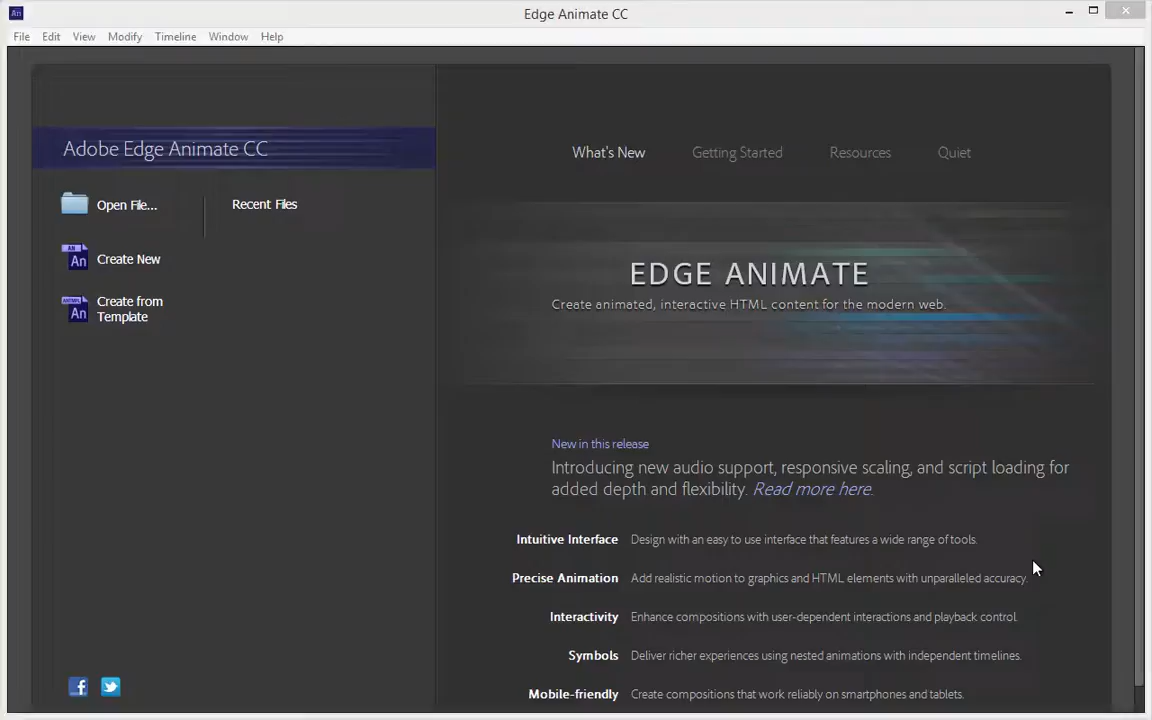 An
Edge Animate CC
File Edit View Modify Timeline Window Help
Adobe Edge Animate CC
Open File...
Recent Files
An
Create New
An
Create from
Template
What's New Getting Started Resources Quiet
EDGE ANIMATE
Create animated, interactive HTML content for the modern web.
New in this release
Introducing new audio support, responsive scaling, and script loading for
added depth and flexibility. Read more here.
Intuitive Interface Design with an easy to use interface that features a wide range of tools.
Precise Animation Add realistic motion to graphics and HTML elements with unparalleled accuracy.
Interactivity Enhance compositions with user-dependent interactions and playback control.
Symbols Deliver richer experiences using nested animations with independent timelines.
Mobile-friendly Create compositions that work reliably on smartphones and tablets.